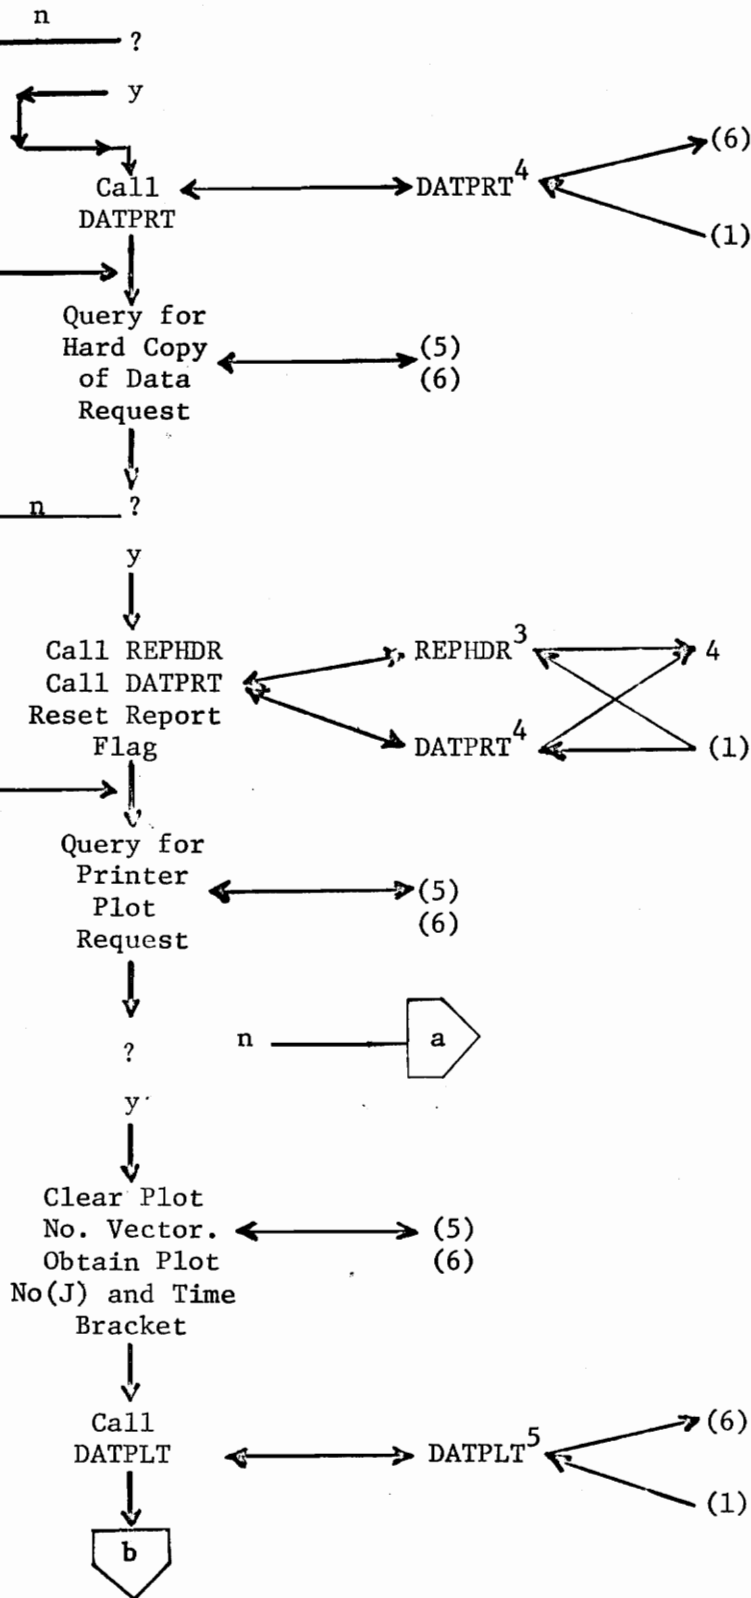 n
?
y
Call
DATPRT
DATPRT4
(6)
(1)
Query for
Hard Copy
of Data
Request
(5)
(6)
n
?
y
Call REPHDR
Call DATPRT
Reset Report
Flag
REPHDR3
4
DATPRT4
(1)
Query for
Printer
Plot
Request
(5)
(6)
?
n
a
y
Clear Plot
No. Vector.
Obtain Plot
No(J) and Time
Bracket
(5)
(6)
Call
DATPLT
DATPLT5
(6)
(1)
b